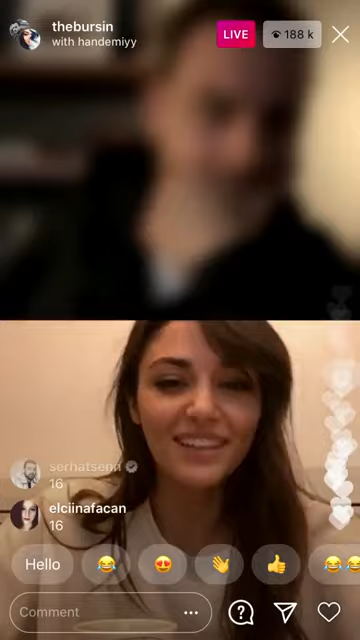 thebursin
with handemiyy
LIVE
188 k
serhatsenn
16
elciinafacan
16
Hello
Comment